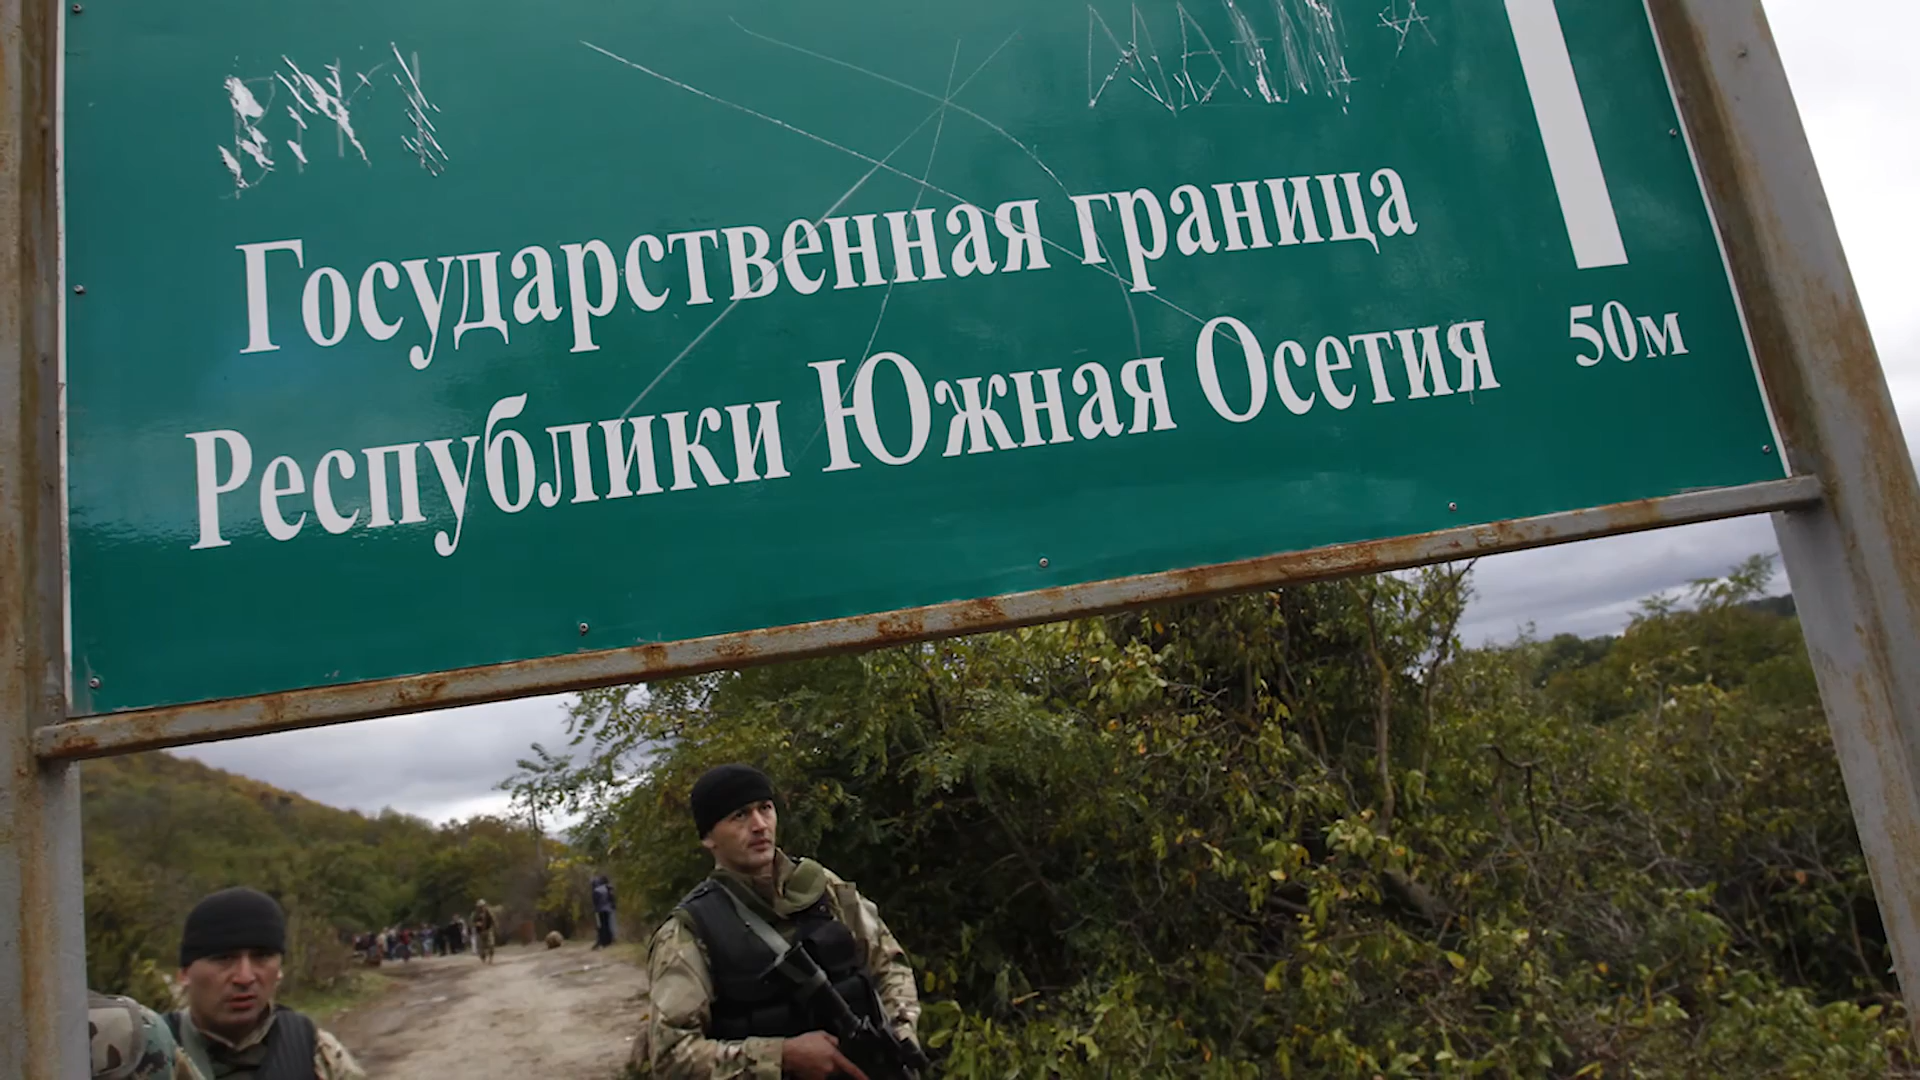 Государственная граница
Республики Южная Осетия
50м